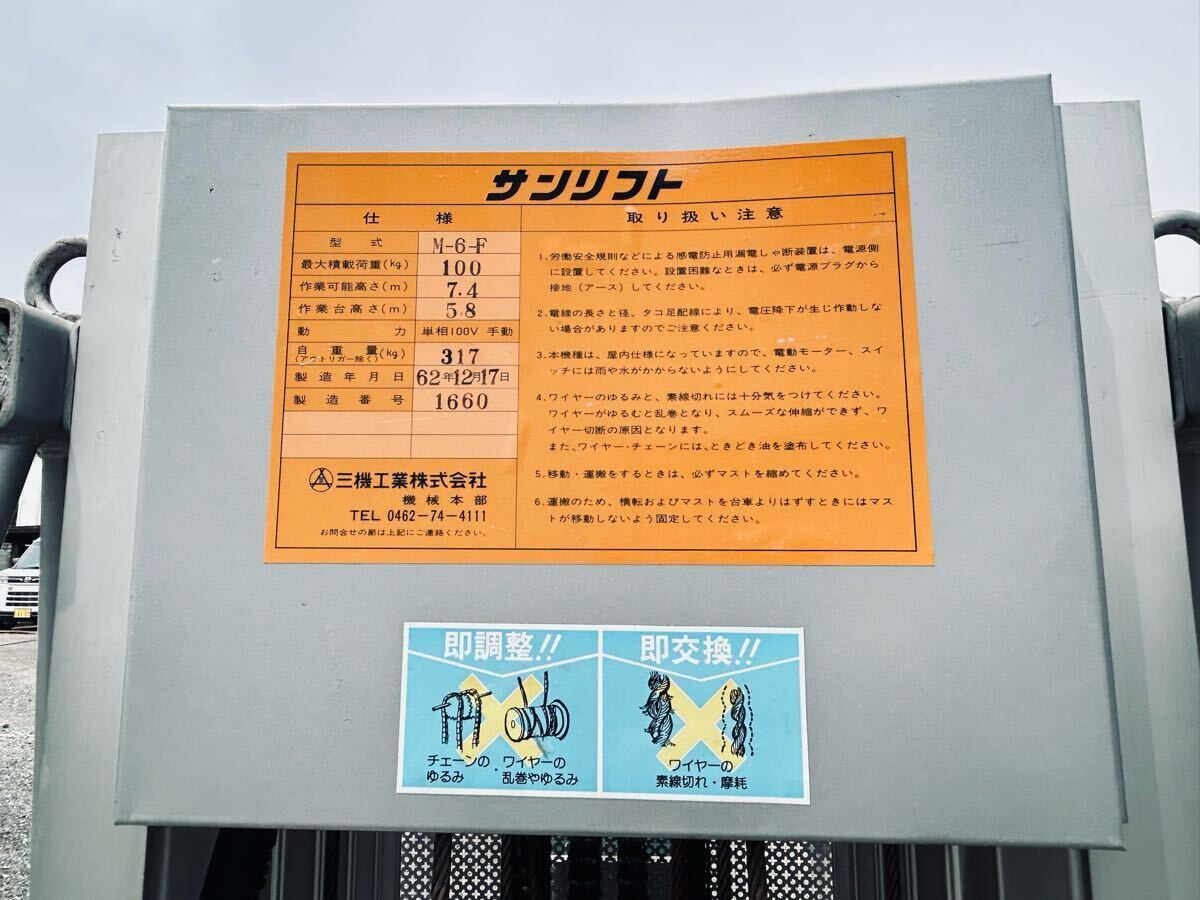 サンリフト
仕様
型式 M-6-F
最大積載荷重(kg) 100
作業可能高さ(m) 7.4
作業台高さ(m) 5.8
動力 単相100V 手動
自重量(kg) 317
(アウトリガー除く)
製造年月日 62年12月17日
製造番号 1660
三機工業株式会社
機械本部
TEL 0462-74-4111
お問合せの節は上記にご連絡ください。
取り扱い注意
1.労働安全規則などによる感電防止用漏電しゃ断装置は、電源側
に設置してください。設置困難なときは、必ず電源プラグから
接地(アース)してください。
2.電線の長さと径、タコ足配線により、電圧降下が生じ作動しな
い場合がありますのでご注意ください。
3.本機種は、屋内仕様になっていますので、電動モーター、スイ
ッチには雨や水がかからないようにしてください。
4.ワイヤーのゆるみと、素線切れには十分気をつけてください。
ワイヤーがゆるむと乱巻となり、スムーズな伸縮ができず、ワ
イヤー切断の原因となります。
また、ワイヤー・チェーンには、ときどき油を塗布してください。
5.移動・運搬をするときは、必ずマストを縮めてください。
6.運搬のため、横転およびマストを台車よりはずすときにはマス
トが移動しないよう固定してください。
即調整!!
チェーンの
ゆるみ
・ワイヤーの
乱巻やゆるみ
即交換!!
ワイヤーの
素線切れ・摩耗